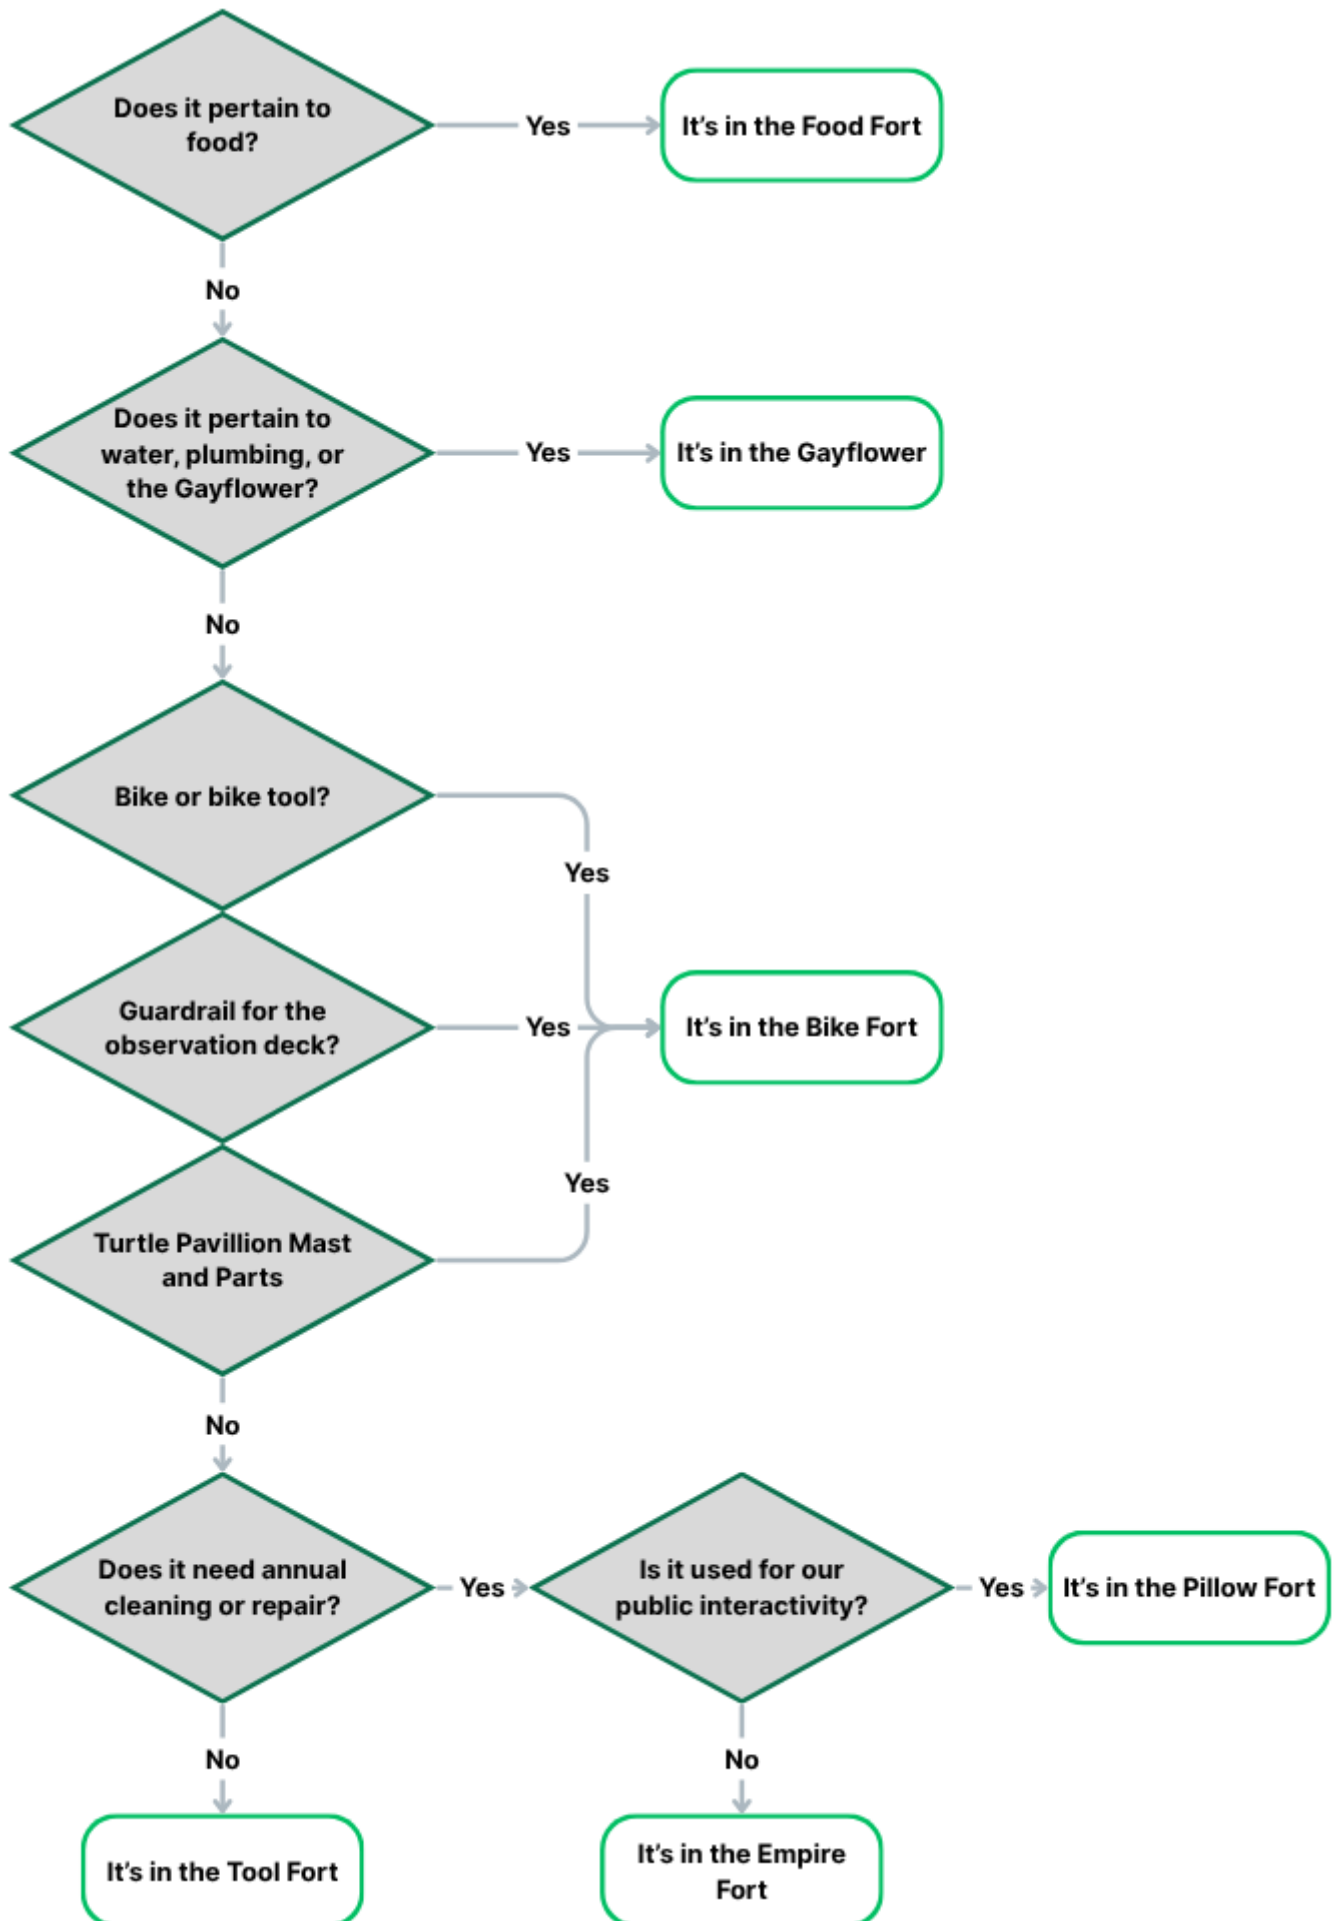 Does it pertain to
food?
Yes
It's in the Food Fort
No
Does it pertain to
water, plumbing, or
the Gayflower?
Yes
It's in the Gayflower
No
Bike or bike tool?
Yes
Guardrail for the
observation deck?
Yes
It's in the Bike Fort
Yes
Turtle Pavillion Mast
and Parts
No
Does it need annual
cleaning or repair?
Yes
Is it used for our
public interactivity?
Yes
It's in the Pillow Fort
No
No
It's in the Tool Fort
It's in the Empire
Fort